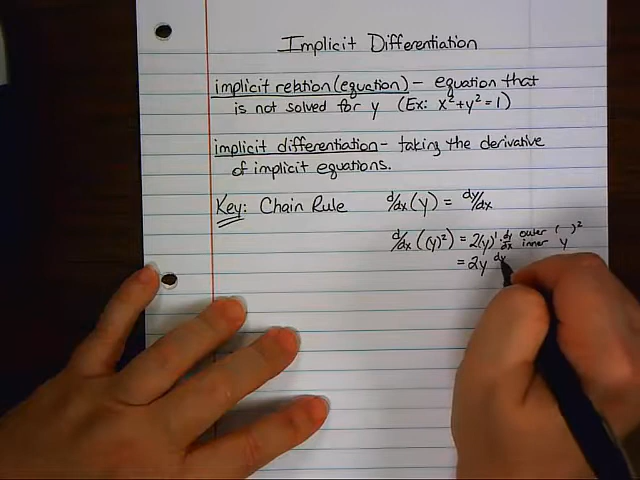 Implicit Differentiation
implicit relation (equation) - equation that
is not solved for y (Ex: x²+y²=1)
implicit differentiation - taking the derivative
of implicit equations.
Key: Chain Rule d/dx (y) = dy/dx
d/dx ((y)²) = 2(y)¹ · dy/dx outer ( )²
inner y
= 2y dy